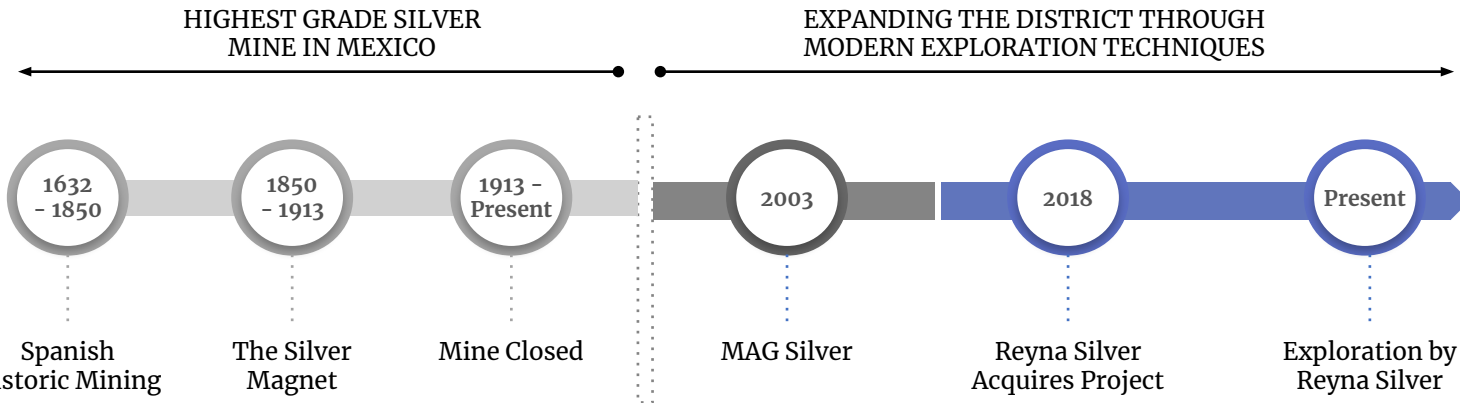 HIGHEST GRADE SILVER
MINE IN MEXICO
EXPANDING THE DISTRICT THROUGH
MODERN EXPLORATION TECHNIQUES
1632
- 1850
1850
- 1913
1913 -
Present
2003
2018
Present
Spanish
storic Mining
The Silver
Magnet
Mine Closed
MAG Silver
Reyna Silver
Acquires Project
Exploration by
Reyna Silver